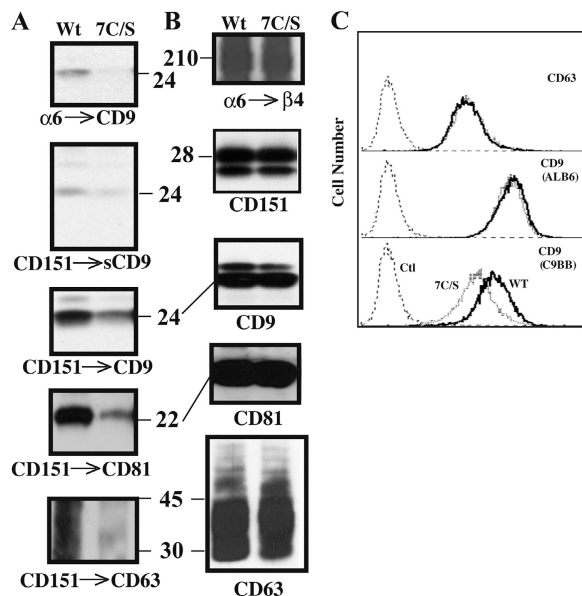 A
Wt 7C/S
24
α6→CD9
24
CD151→sCD9
24
CD151→CD9
22
CD151→CD81
45
30
CD151→CD63
B
Wt 7C/S
210
α6→β4
28
CD151
CD9
CD81
CD63
C
Cell Number
CD63
CD9
(ALB6)
CD9
(C9BB)
Ctl
7C/S
WT